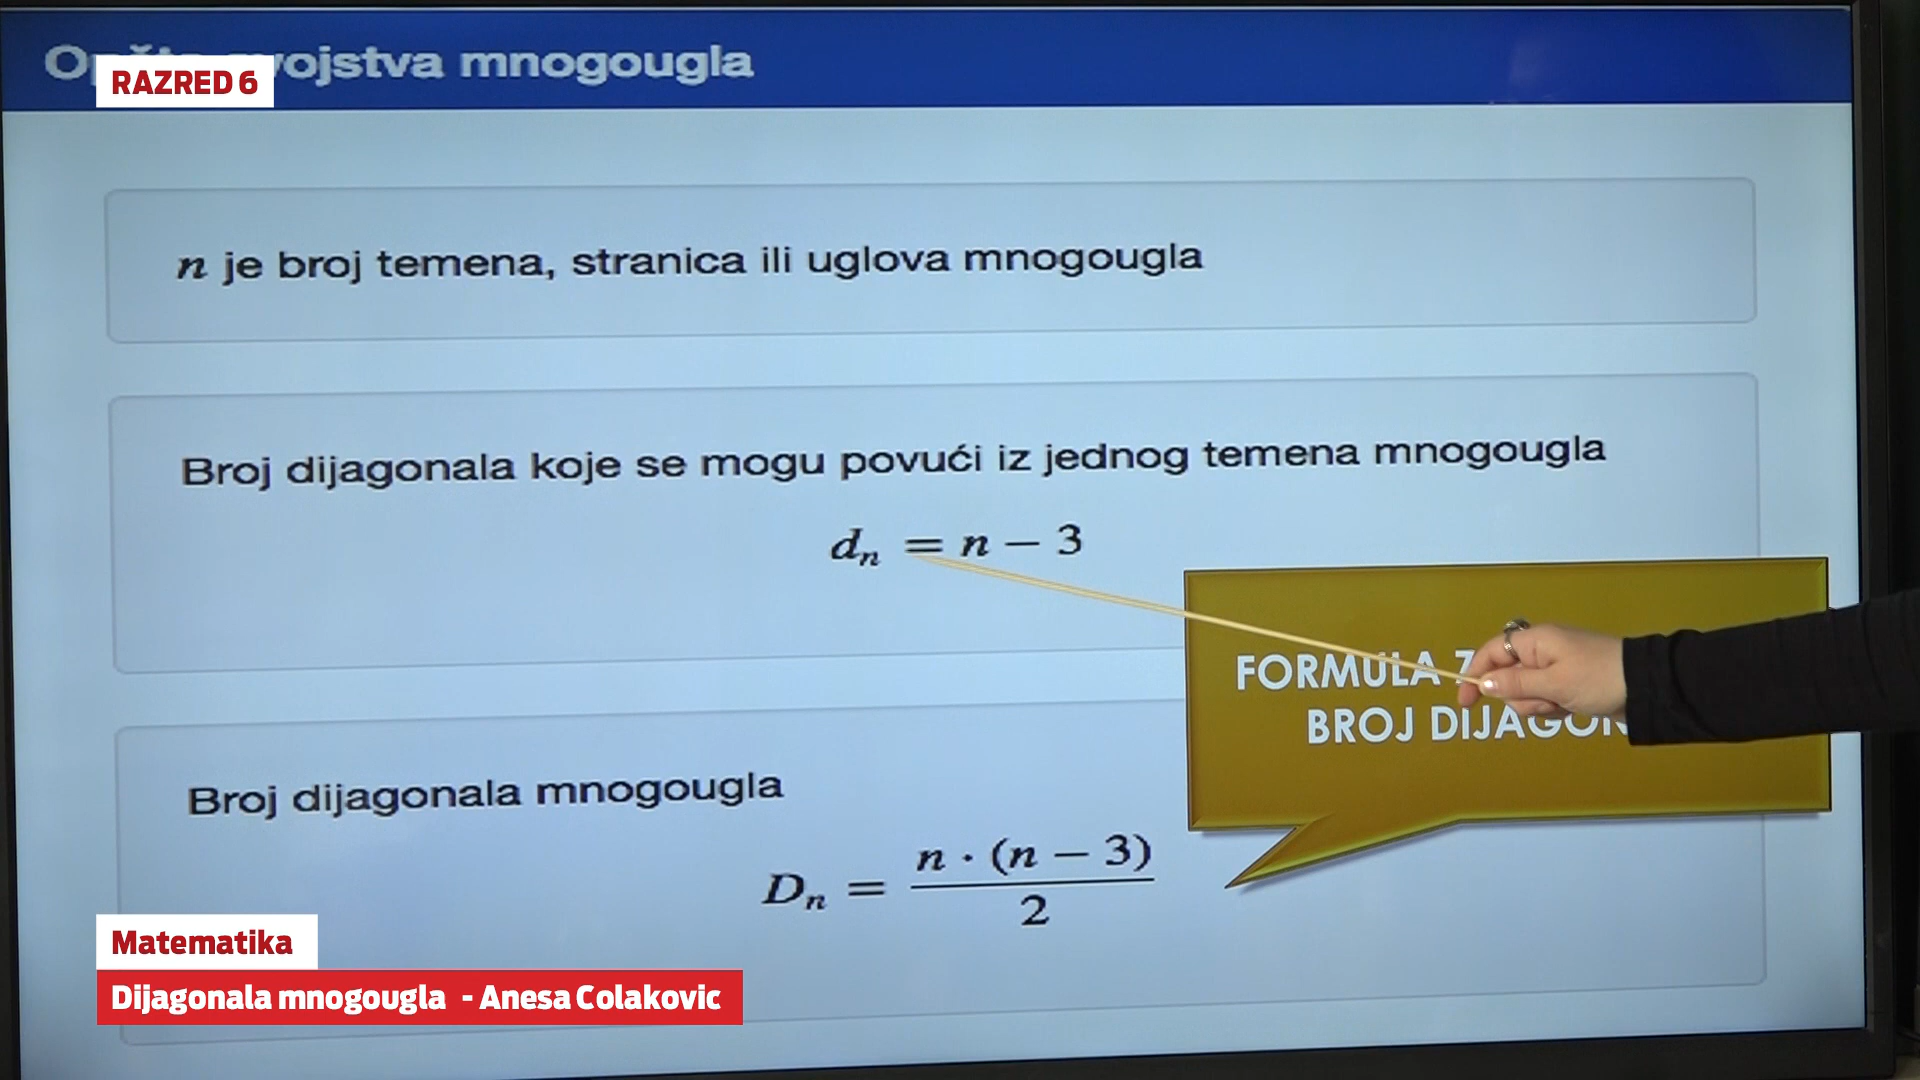 svojstva mnogougla
RAZRED 6
n je broj temena, stranica ili uglova mnogougla
Broj dijagonala koje se mogu povući iz jednog temena mnogougla
dₙ = n − 3
FORMULA
BROJ
Broj dijagonala mnogougla
Dₙ = n · (n − 3) / 2
Matematika
Dijagonala mnogougla - Anesa Colakovic